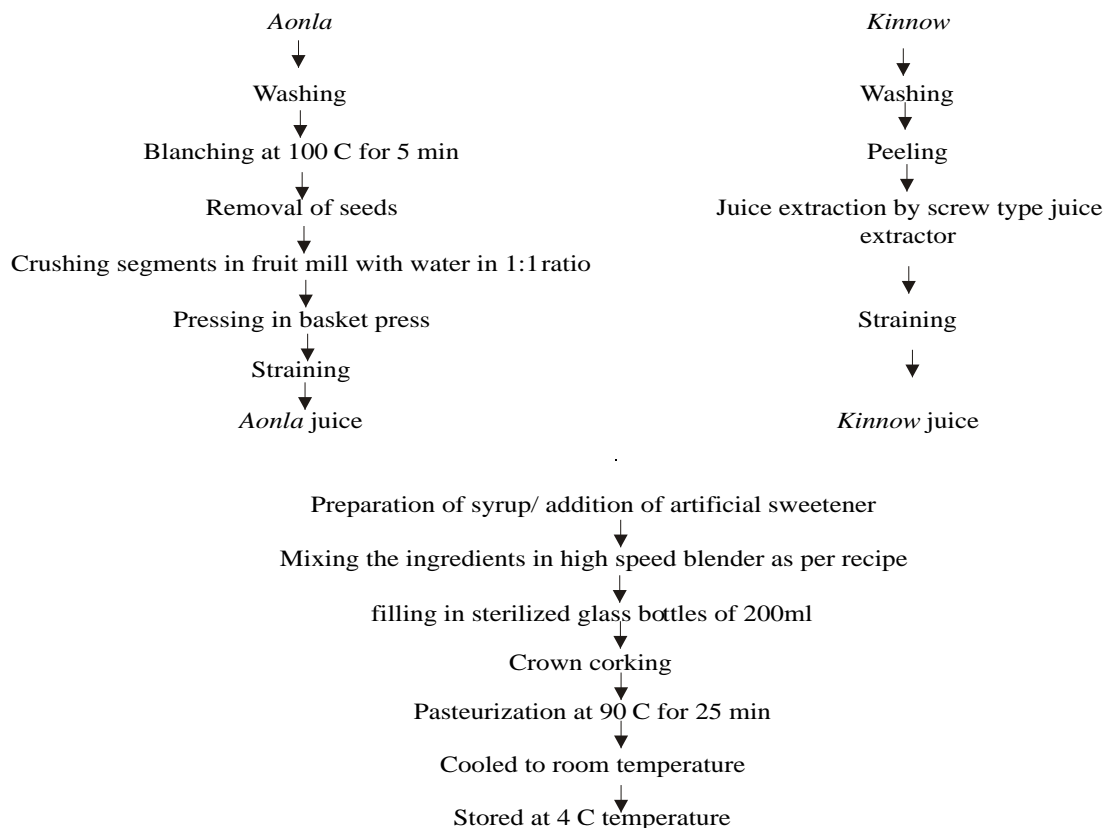 Aonla
Washing
Blanching at 100 C for 5 min
Removal of seeds
Crushing segments in fruit mill with water in 1:1 ratio
Pressing in basket press
Straining
Aonla juice
Kinnow
Washing
Peeling
Juice extraction by screw type juice
extractor
Straining
Kinnow juice
Preparation of syrup/ addition of artificial sweetener
Mixing the ingredients in high speed blender as per recipe
filling in sterilized glass bottles of 200ml
Crown corking
Pasteurization at 90 C for 25 min
Cooled to room temperature
Stored at 4 C temperature